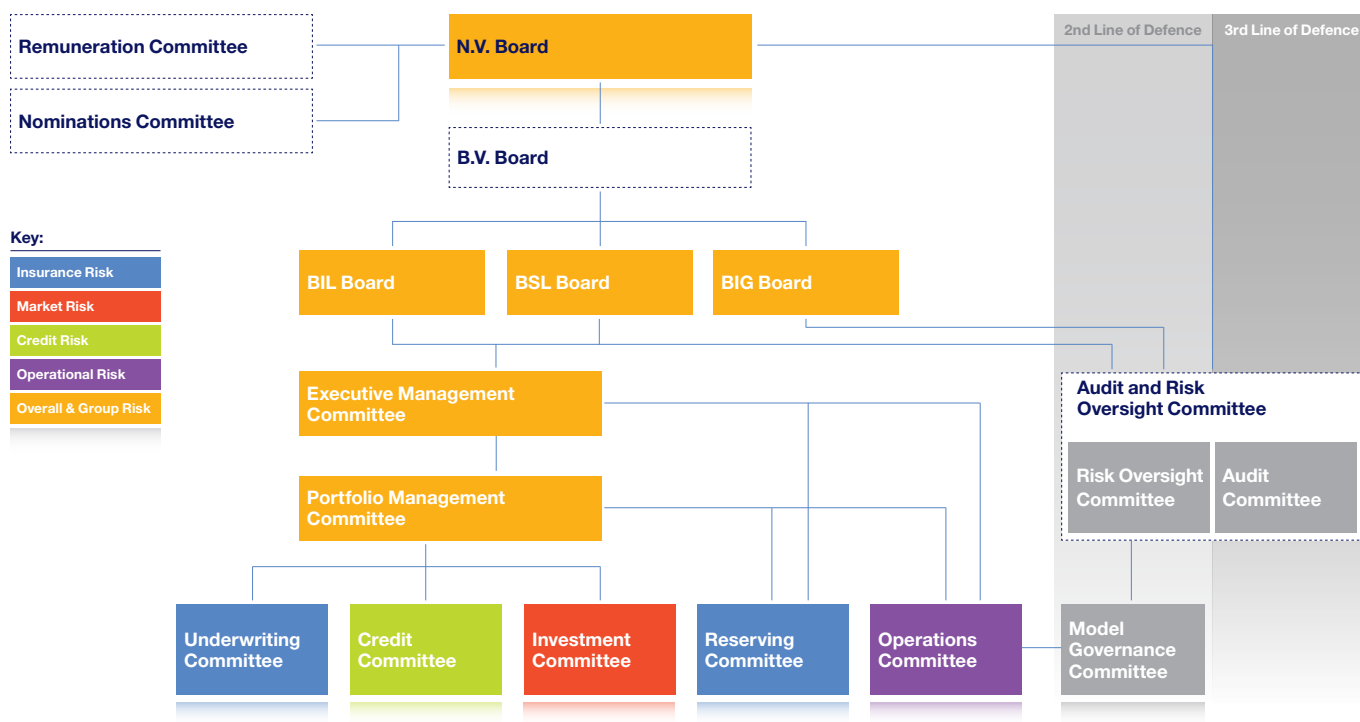 Remuneration Committee
N.V. Board
2nd Line of Defence
3rd Line of Defence
Nominations Committee
B.V. Board
Key:
Insurance Risk
Market Risk
Credit Risk
Operational Risk
Overall & Group Risk
BIL Board
BSL Board
BIG Board
Executive Management
Committee
Audit and Risk
Oversight Committee
Risk Oversight
Committee
Audit
Committee
Portfolio Management
Committee
Underwriting
Committee
Credit
Committee
Investment
Committee
Reserving
Committee
Operations
Committee
Model
Governance
Committee